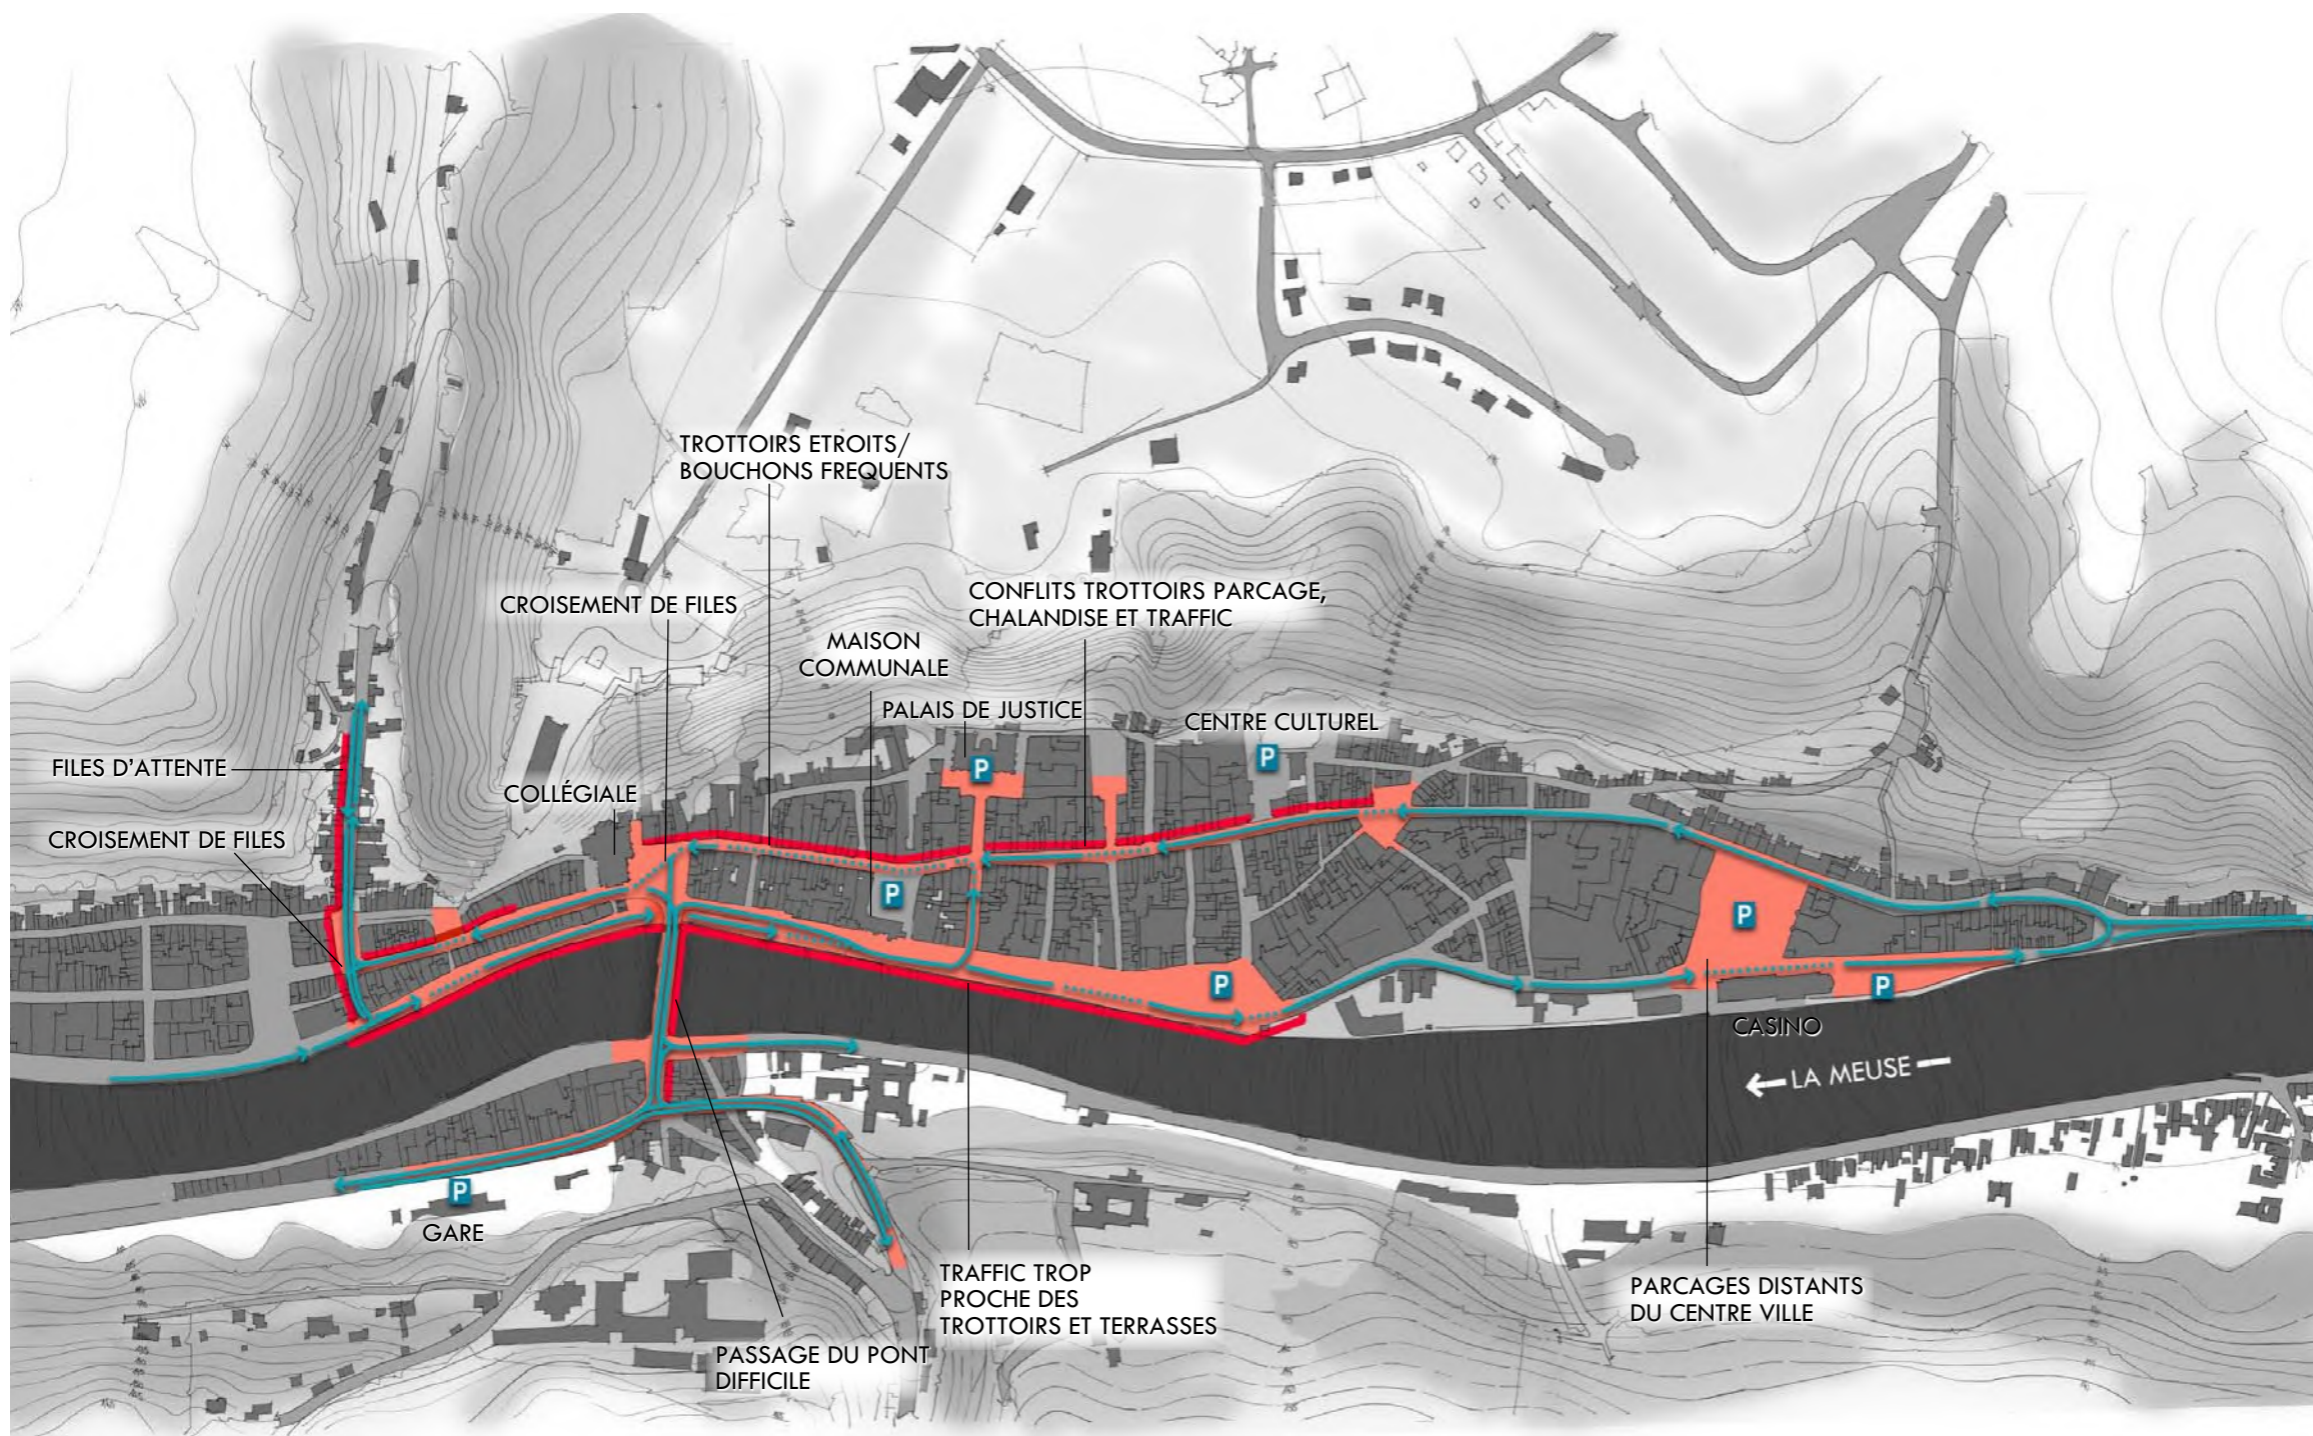 TROTTOIRS ETROITS/
BOUCHONS FREQUENTS
CONFLITS TROTTOIRS PARCAGE,
CHALANDISE ET TRAFFIC
CROISEMENT DE FILES
MAISON
COMMUNALE
PALAIS DE JUSTICE
CENTRE CULTUREL
P
P
FILES D'ATTENTE
COLLÉGIALE
CROISEMENT DE FILES
P
P
P
P
CASINO
LA MEUSE
P
GARE
TRAFFIC TROP
PROCHE DES
TROTTOIRS ET TERRASSES
PARCAGES DISTANTS
DU CENTRE VILLE
PASSAGE DU PONT
DIFFICILE